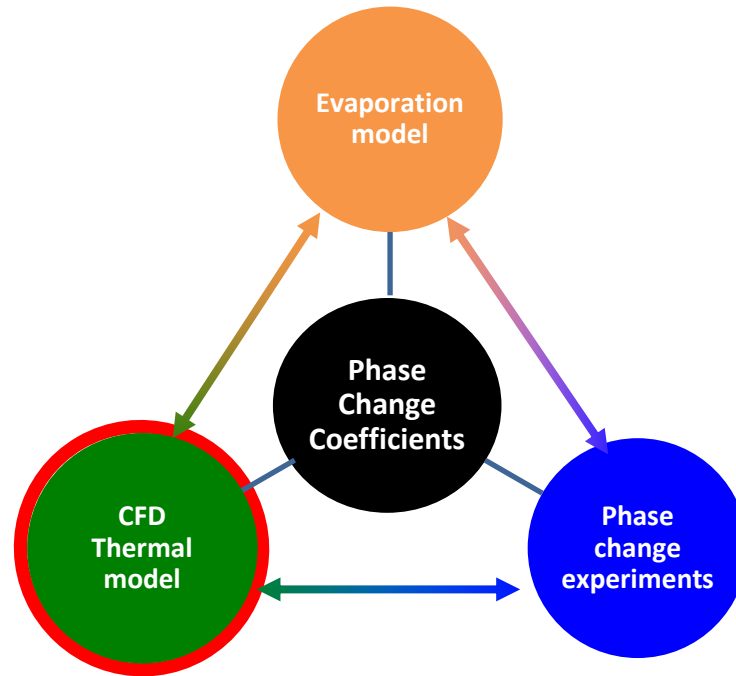 Evaporation
model
Phase
Change
Coefficients
CFD
Thermal
model
Phase
change
experiments